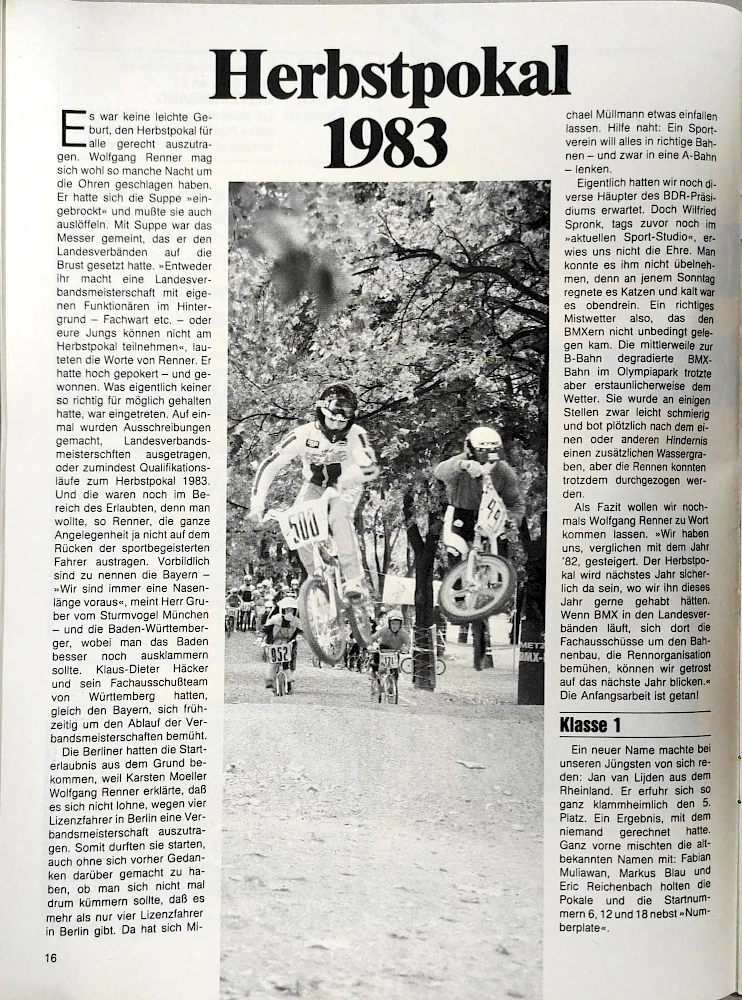 Herbstpokal
1983
Es war keine leichte Ge-
burt, den Herbstpokal für
alle gerecht auszutra-
gen. Wolfgang Renner mag
sich wohl so manche Nacht um
die Ohren geschlagen haben.
Er hatte sich die Suppe »ein-
gebrockt« und mußte sie auch
auslöffeln. Mit Suppe war das
Messer gemeint, das er den
Landesverbänden auf die
Brust gesetzt hatte. »Entweder
ihr macht eine Landesver-
bandsmeisterschaft mit eige-
nen Funktionären im Hinter-
grund – Fachwart etc. – oder
eure Jungs können nicht am
Herbstpokal teilnehmen«, lau-
teten die Worte von Renner. Er
hatte hoch gepokert – und ge-
wonnen. Was eigentlich keiner
so richtig für möglich gehalten
hatte, war eingetreten. Auf ein-
mal wurden Ausschreibungen
gemacht, Landesverbands-
meisterschften ausgetragen,
oder zumindest Qualifikations-
läufe zum Herbstpokal 1983.
Und die waren noch im Be-
reich des Erlaubten, denn man
wollte, so Renner, die ganze
Angelegenheit ja nicht auf dem
Rücken der sportbegeisterten
Fahrer austragen. Vorbildlich
sind zu nennen die Bayern –
»Wir sind immer eine Nasen-
länge voraus«, meint Herr Gru-
ber vom Sturmvogel München
– und die Baden-Württember-
ger, wobei man das Baden
besser noch ausklammern
sollte. Klaus-Dieter Häcker
und sein Fachausschußteam
von Württemberg hatten,
gleich den Bayern, sich früh-
zeitig um den Ablauf der Ver-
bandsmeisterschaften bemüht.
Die Berliner hatten die Start-
erlaubnis aus dem Grund be-
kommen, weil Karsten Moeller
Wolfgang Renner erklärte, daß
es sich nicht lohne, wegen vier
Lizenzfahrer in Berlin eine Ver-
bandsmeisterschaft auszutra-
gen. Somit durften sie starten,
auch ohne sich vorher Gedan-
ken darüber gemacht zu ha-
ben, ob man sich nicht mal
drum kümmern sollte, daß es
mehr als nur vier Lizenzfahrer
in Berlin gibt. Da hat sich Mi-
16
500
44
952
171
METZ
BMX-
chael Müllmann etwas einfallen
lassen. Hilfe naht: Ein Sport-
verein will alles in richtige Bah-
nen – und zwar in eine A-Bahn
– lenken.
Eigentlich hatten wir noch di-
verse Häupter des BDR-Präsi-
diums erwartet. Doch Wilfried
Spronk, tags zuvor noch im
»aktuellen Sport-Studio«, er-
wies uns nicht die Ehre. Man
konnte es ihm nicht übelneh-
men, denn an jenem Sonntag
regnete es Katzen und kalt war
es obendrein. Ein richtiges
Mistwetter also, das den
BMXern nicht unbedingt gele-
gen kam. Die mittlerweile zur
B-Bahn degradierte BMX-
Bahn im Olympiapark trotzte
aber erstaunlicherweise dem
Wetter. Sie wurde an einigen
Stellen zwar leicht schmierig
und bot plötzlich nach dem ei-
nen oder anderen Hindernis
einen zusätzlichen Wassergra-
ben, aber die Rennen konnten
trotzdem durchgezogen wer-
den.
Als Fazit wollen wir noch-
mals Wolfgang Renner zu Wort
kommen lassen. »Wir haben
uns, verglichen mit dem Jahr
'82, gesteigert. Der Herbstpo-
kal wird nächstes Jahr sicher-
lich da sein, wo wir ihn dieses
Jahr gerne gehabt hätten.
Wenn BMX in den Landesver-
bänden läuft, sich dort die
Fachausschüsse um den Bah-
nenbau, die Rennorganisation
bemühen, können wir getrost
auf das nächste Jahr blicken.«
Die Anfangsarbeit ist getan!
Klasse 1
Ein neuer Name machte bei
unseren Jüngsten von sich re-
den: Jan van Lijden aus dem
Rheinland. Er erfuhr sich so
ganz klammheimlich den 5.
Platz. Ein Ergebnis, mit dem
niemand gerechnet hatte.
Ganz vorne mischten die alt-
bekannten Namen mit: Fabian
Muliawan, Markus Blau und
Eric Reichenbach holten die
Pokale und die Startnum-
mern 6, 12 und 18 nebst »Num-
berplate«.